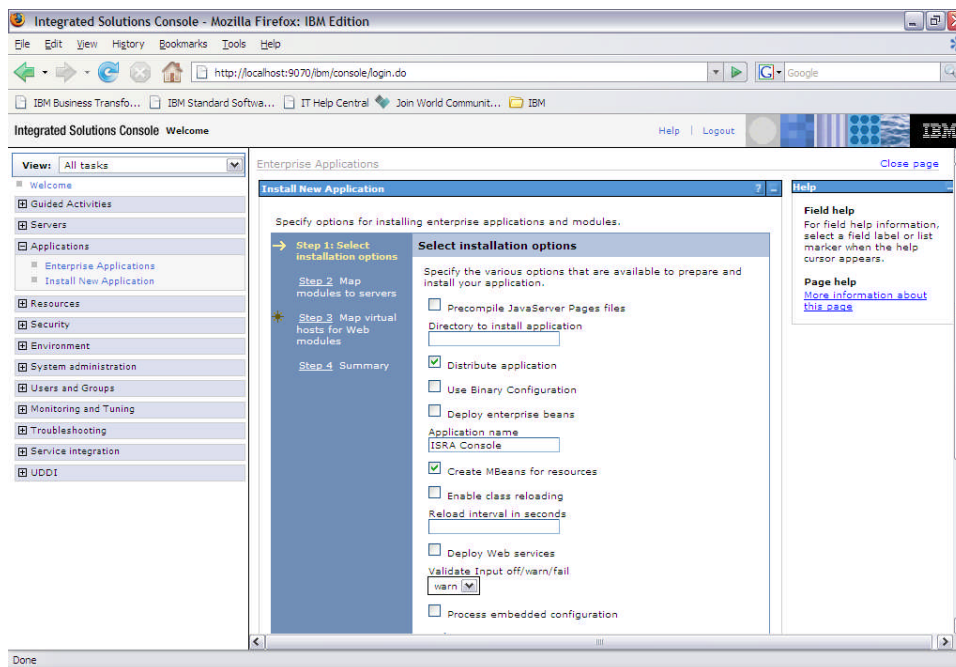 Integrated Solutions Console - Mozilla Firefox: IBM Edition
File Edit View History Bookmarks Tools Help
http://localhost:9070/ibm/console/login.do
G Google
IBM Business Transfo... IBM Standard Softwa... IT Help Central Join World Communit... IBM
Integrated Solutions Console Welcome
Help | Logout
IBM
View: All tasks
Welcome
Guided Activities
Servers
Applications
Enterprise Applications
Install New Application
Resources
Security
Environment
System administration
Users and Groups
Monitoring and Tuning
Troubleshooting
Service integration
UDDI
Enterprise Applications
Close page
Install New Application ? -
Specify options for installing enterprise applications and modules.
Step 1: Select
installation options
Step 2 Map
modules to servers
Step 3 Map virtual
hosts for Web
modules
Step 4 Summary
Select installation options
Specify the various options that are available to prepare and
install your application.
Precompile JavaServer Pages files
Directory to install application
Distribute application
Use Binary Configuration
Deploy enterprise beans
Application name
ISRA Console
Create MBeans for resources
Enable class reloading
Reload interval in seconds
Deploy Web services
Validate Input off/warn/fail
warn
Process embedded configuration
Help
Field help
For field help information,
select a field label or list
marker when the help
cursor appears.
Page help
More information about
this page
Done